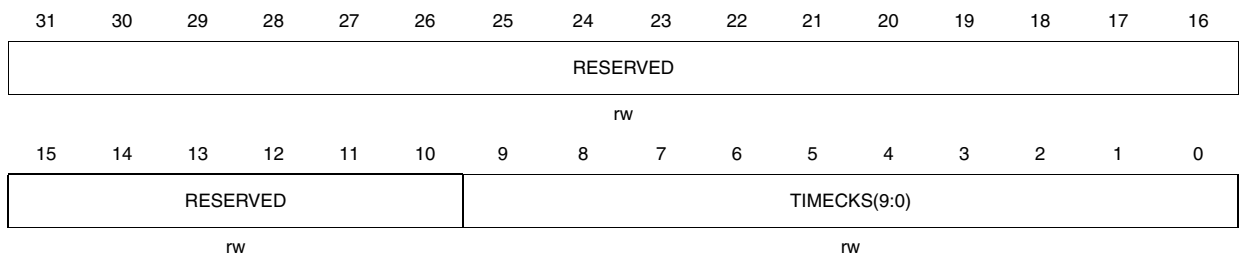 31 30 29 28 27 26 25 24 23 22 21 20 19 18 17 16
RESERVED
rw
15 14 13 12 11 10 9 8 7 6 5 4 3 2 1 0
RESERVED TIMECKS(9:0)
rw rw